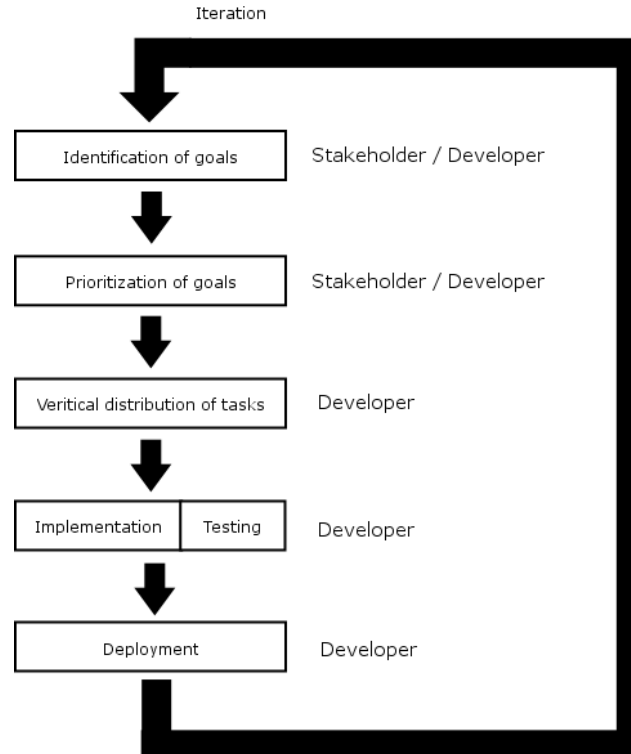 Iteration
Identification of goals
Stakeholder / Developer
Prioritization of goals
Stakeholder / Developer
Veritical distribution of tasks
Developer
Implementation
Testing
Developer
Deployment
Developer